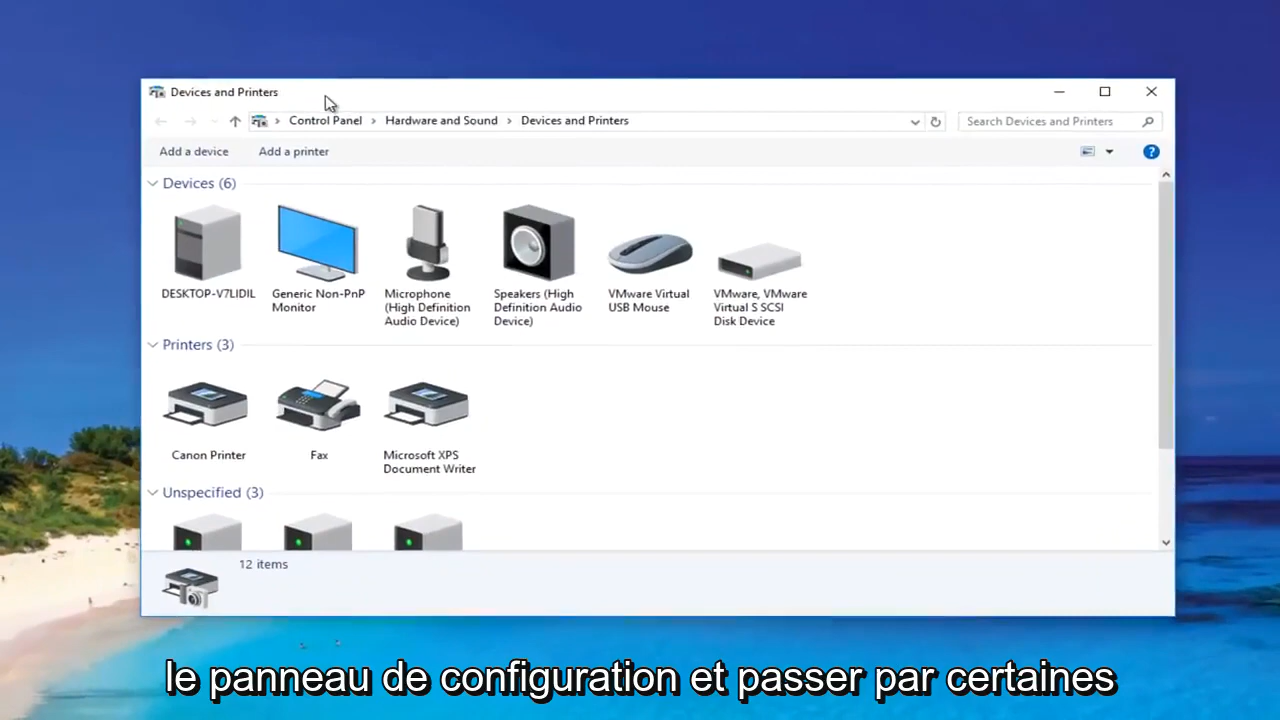 Devices and Printers
Control Panel > Hardware and Sound > Devices and Printers
Search Devices and Printers
Add a device Add a printer
?
Devices (6)
DESKTOP-V7LIDIL
Generic Non-PnP
Monitor
Microphone
(High Definition
Audio Device)
Speakers (High
Definition Audio
Device)
VMware Virtual
USB Mouse
VMware, VMware
Virtual S SCSI
Disk Device
Printers (3)
Canon Printer
Fax
Microsoft XPS
Document Writer
Unspecified (3)
12 items
le panneau de configuration et passer par certaines